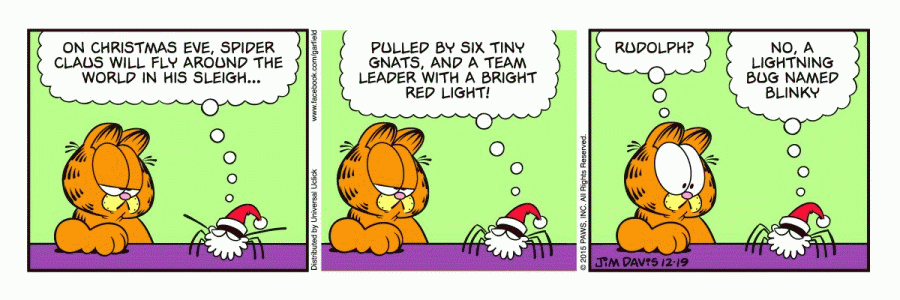 ON CHRISTMAS EVE, SPIDER
CLAUS WILL FLY AROUND THE
WORLD IN HIS SLEIGH...
www.facebook.com/garfield
Distributed by Universal Uclick
PULLED BY SIX TINY
GNATS, AND A TEAM
LEADER WITH A BRIGHT
RED LIGHT!
© 2015 PAWS, INC. All Rights Reserved.
RUDOLPH?
NO, A
LIGHTNING
BUG NAMED
BLINKY
JIM DAVIS 12-19